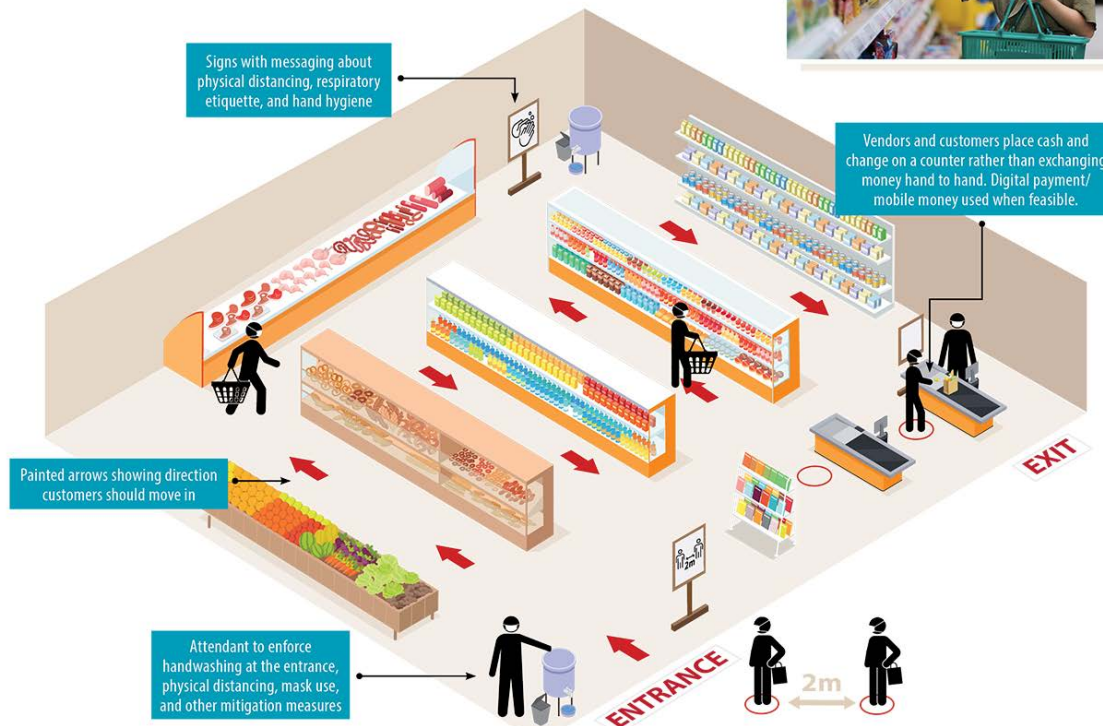 Signs with messaging about
physical distancing, respiratory
etiquette, and hand hygiene
Vendors and customers place cash and
change on a counter rather than exchanging
money hand to hand. Digital payment/
mobile money used when feasible.
Painted arrows showing direction
customers should move in
EXIT
2m
Attendant to enforce
handwashing at the entrance,
physical distancing, mask use,
and other mitigation measures
ENTRANCE
2m